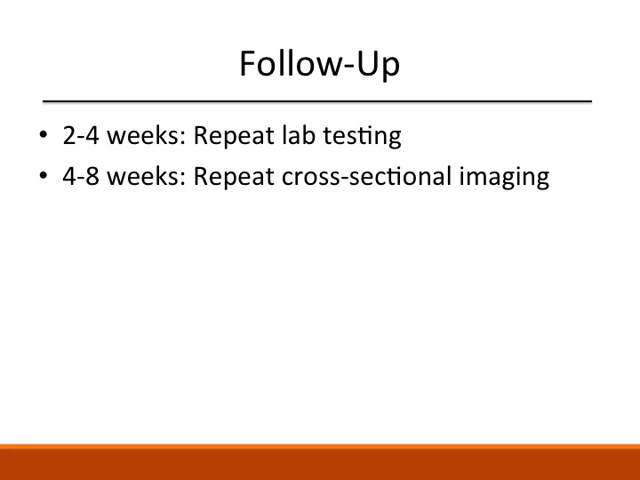 Follow-Up
• 2-4 weeks: Repeat lab testing
• 4-8 weeks: Repeat cross-sectional imaging